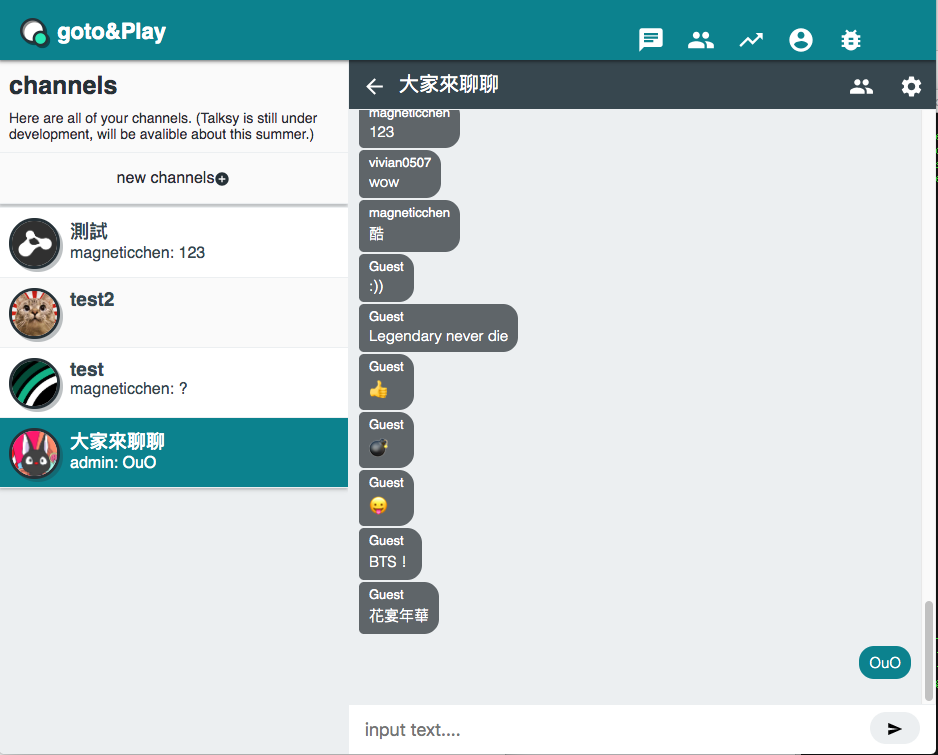 goto&Play
channels
Here are all of your channels. (Talksy is still under
development, will be avalible about this summer.)
new channels
測試
magneticchen: 123
test2
test
magneticchen: ?
大家來聊聊
admin: OuO
大家來聊聊
magneticchen
123
vivian0507
wow
magneticchen
酷
Guest
:))
Guest
Legendary never die
Guest
👍
Guest
💣
Guest
😛
Guest
BTS！
Guest
花宴年華
OuO
input text....